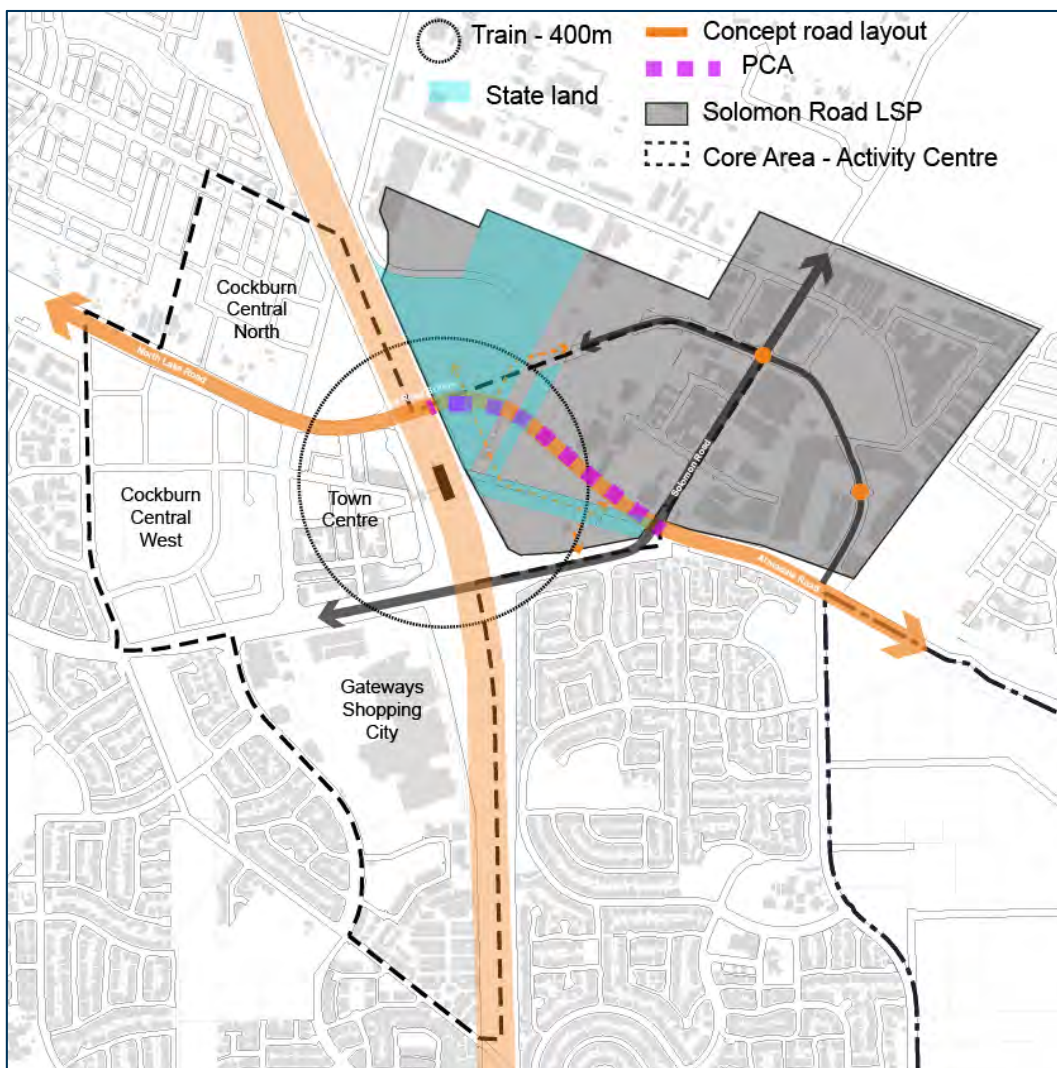 Train - 400m
State land
Concept road layout
PCA
Solomon Road LSP
Core Area - Activity Centre
Cockburn
Central
North
North Lake Road
Cockburn
Central
West
Town
Centre
Solomon Road
Armadale Road
Gateways
Shopping
City